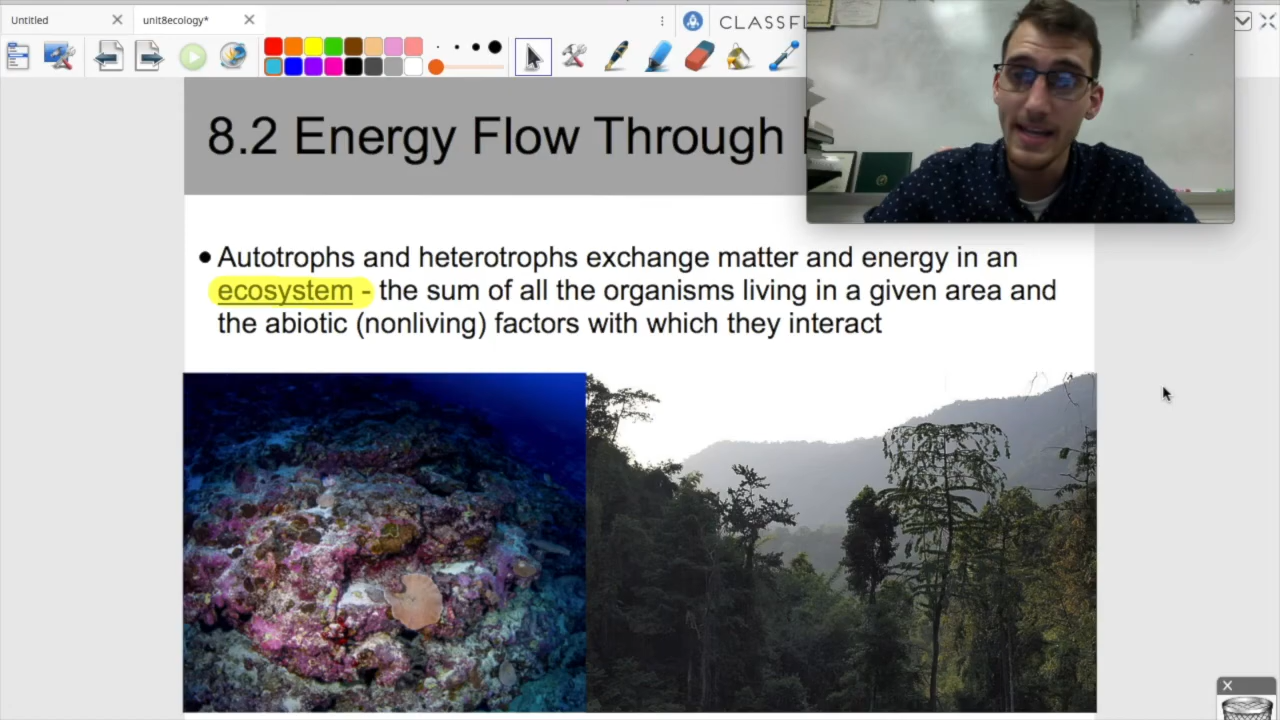 Untitled
unit8ecology*
CLASSFL
8.2 Energy Flow Through
• Autotrophs and heterotrophs exchange matter and energy in an
ecosystem - the sum of all the organisms living in a given area and
the abiotic (nonliving) factors with which they interact